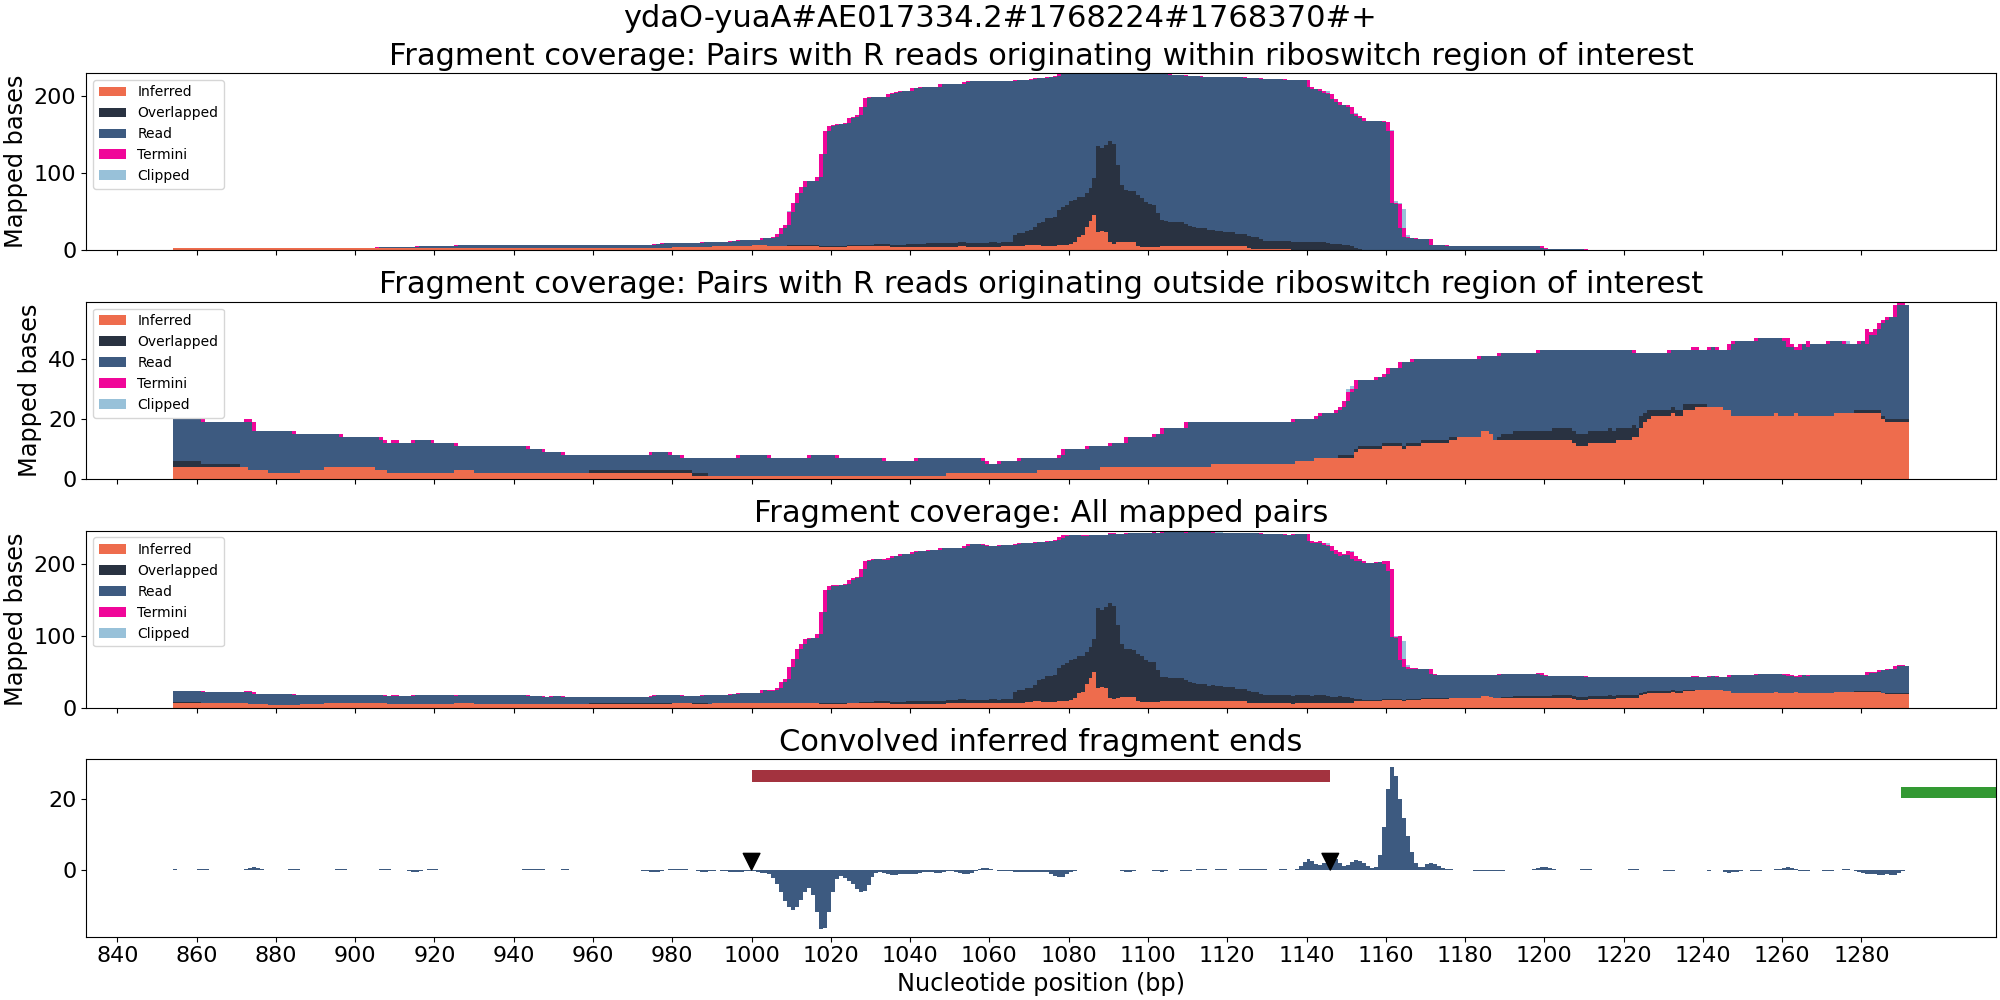 ydaO-yuaA#AE017334.2#1768224#1768370#+
Fragment coverage: Pairs with R reads originating within riboswitch region of interest
Mapped bases
200
100
0
Inferred
Overlapped
Read
Termini
Clipped
Fragment coverage: Pairs with R reads originating outside riboswitch region of interest
Mapped bases
40
20
0
Inferred
Overlapped
Read
Termini
Clipped
Fragment coverage: All mapped pairs
Mapped bases
200
100
0
Inferred
Overlapped
Read
Termini
Clipped
Convolved inferred fragment ends
20
0
840 860 880 900 920 940 960 980 1000 1020 1040 1060 1080 1100 1120 1140 1160 1180 1200 1220 1240 1260 1280
Nucleotide position (bp)